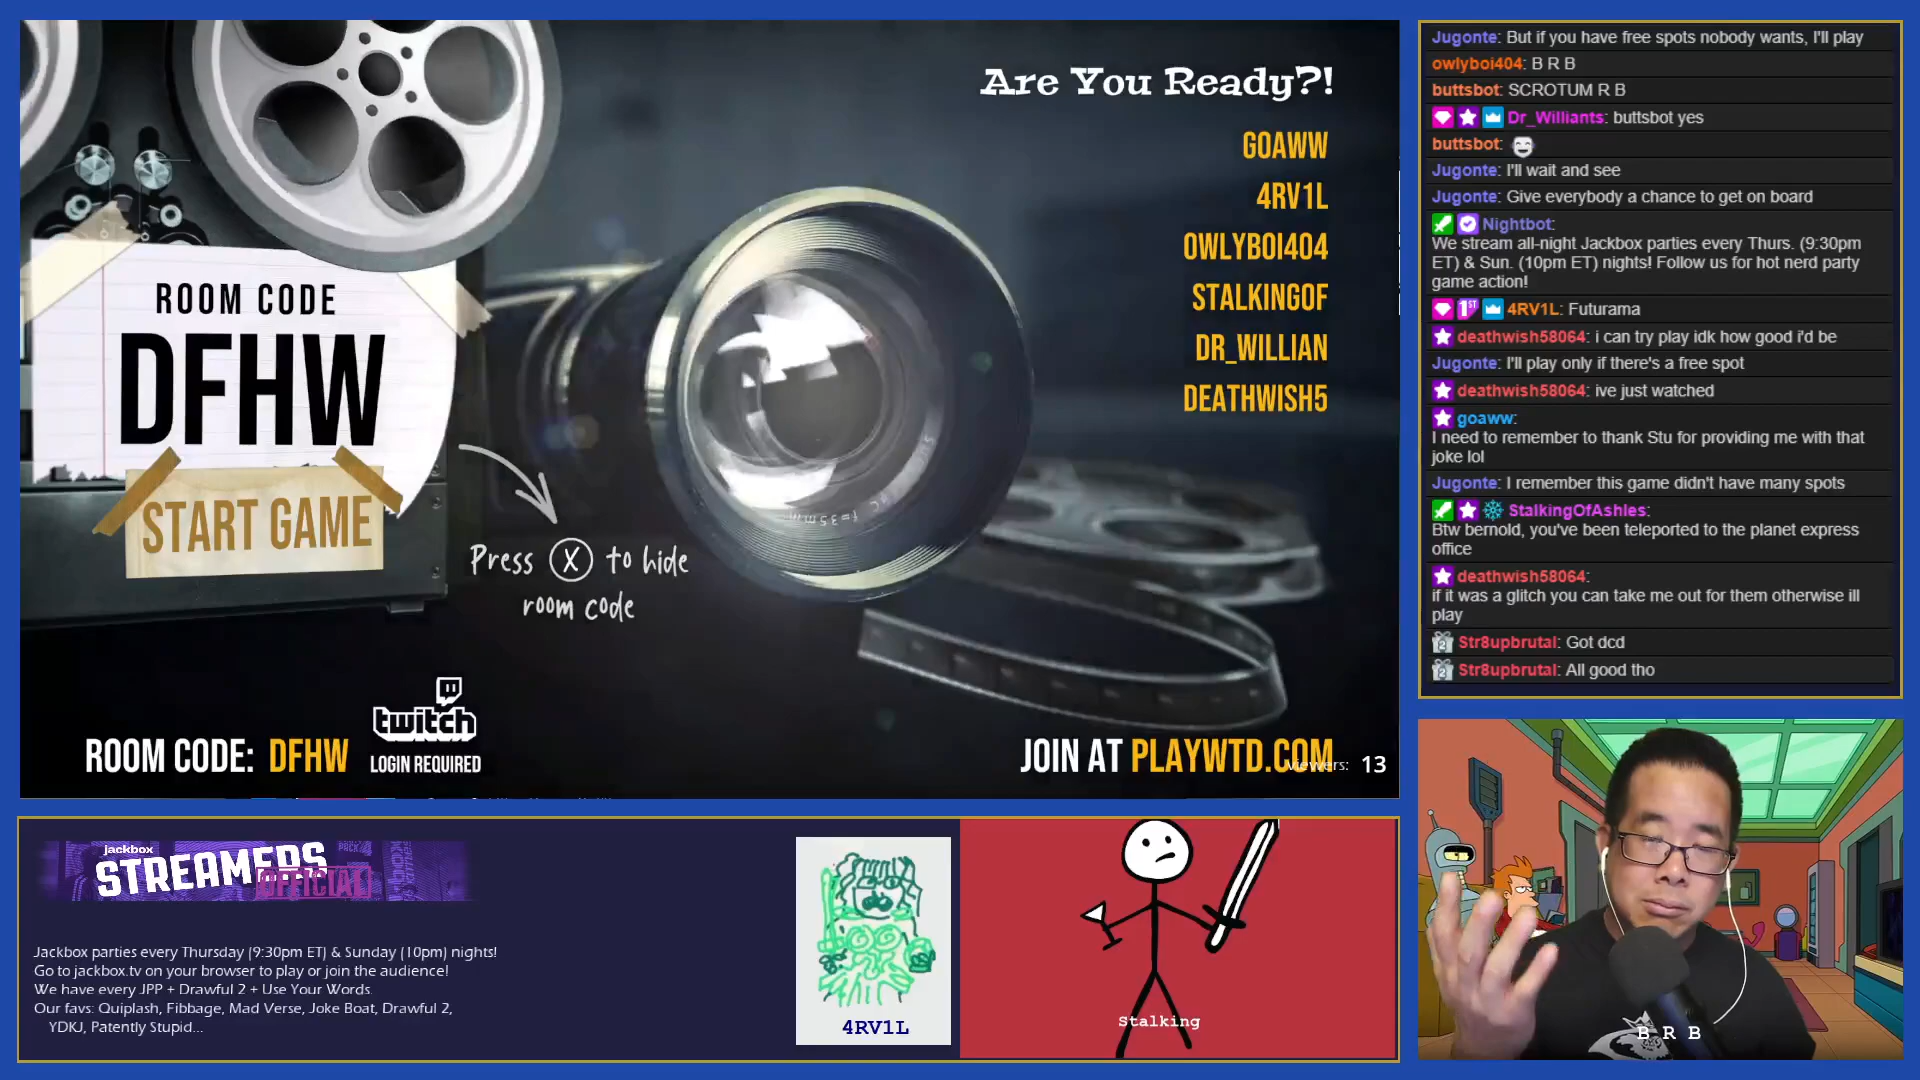 Are You Ready?!
GOAWW
4RV1L
OWLYBOI404
STALKINGOF
DR_WILLIAN
DEATHWISH5
ROOM CODE
DFHW
START GAME
Press X to hide
room code
twitch
LOGIN REQUIRED
ROOM CODE: DFHW
JOIN AT PLAYWTD.COM
viewers: 13
f=35mm
Jugonte: But if you have free spots nobody wants, I'll play
owlyboi404: B R B
buttsbot: SCROTUM R B
Dr_Williants: buttsbot yes
buttsbot:
Jugonte: I'll wait and see
Jugonte: Give everybody a chance to get on board
Nightbot:
We stream all-night Jackbox parties every Thurs. (9:30pm
ET) & Sun. (10pm ET) nights! Follow us for hot nerd party
game action!
1ST 4RV1L: Futurama
deathwish58064: i can try play idk how good i'd be
Jugonte: I'll play only if there's a free spot
deathwish58064: ive just watched
goaww:
I need to remember to thank Stu for providing me with that
joke lol
Jugonte: I remember this game didn't have many spots
StalkingOfAshles:
Btw bernold, you've been teleported to the planet express
office
deathwish58064:
if it was a glitch you can take me out for them otherwise ill
play
2 Str8upbrutal: Got dcd
2 Str8upbrutal: All good tho
jackbox
STREAMERS
OFFICIAL
Jackbox parties every Thursday (9:30pm ET) & Sunday (10pm) nights!
Go to jackbox.tv on your browser to play or join the audience!
We have every JPP + Drawful 2 + Use Your Words.
Our favs: Quiplash, Fibbage, Mad Verse, Joke Boat, Drawful 2,
YDKJ, Patently Stupid...
4RV1L
Stalking
B R B